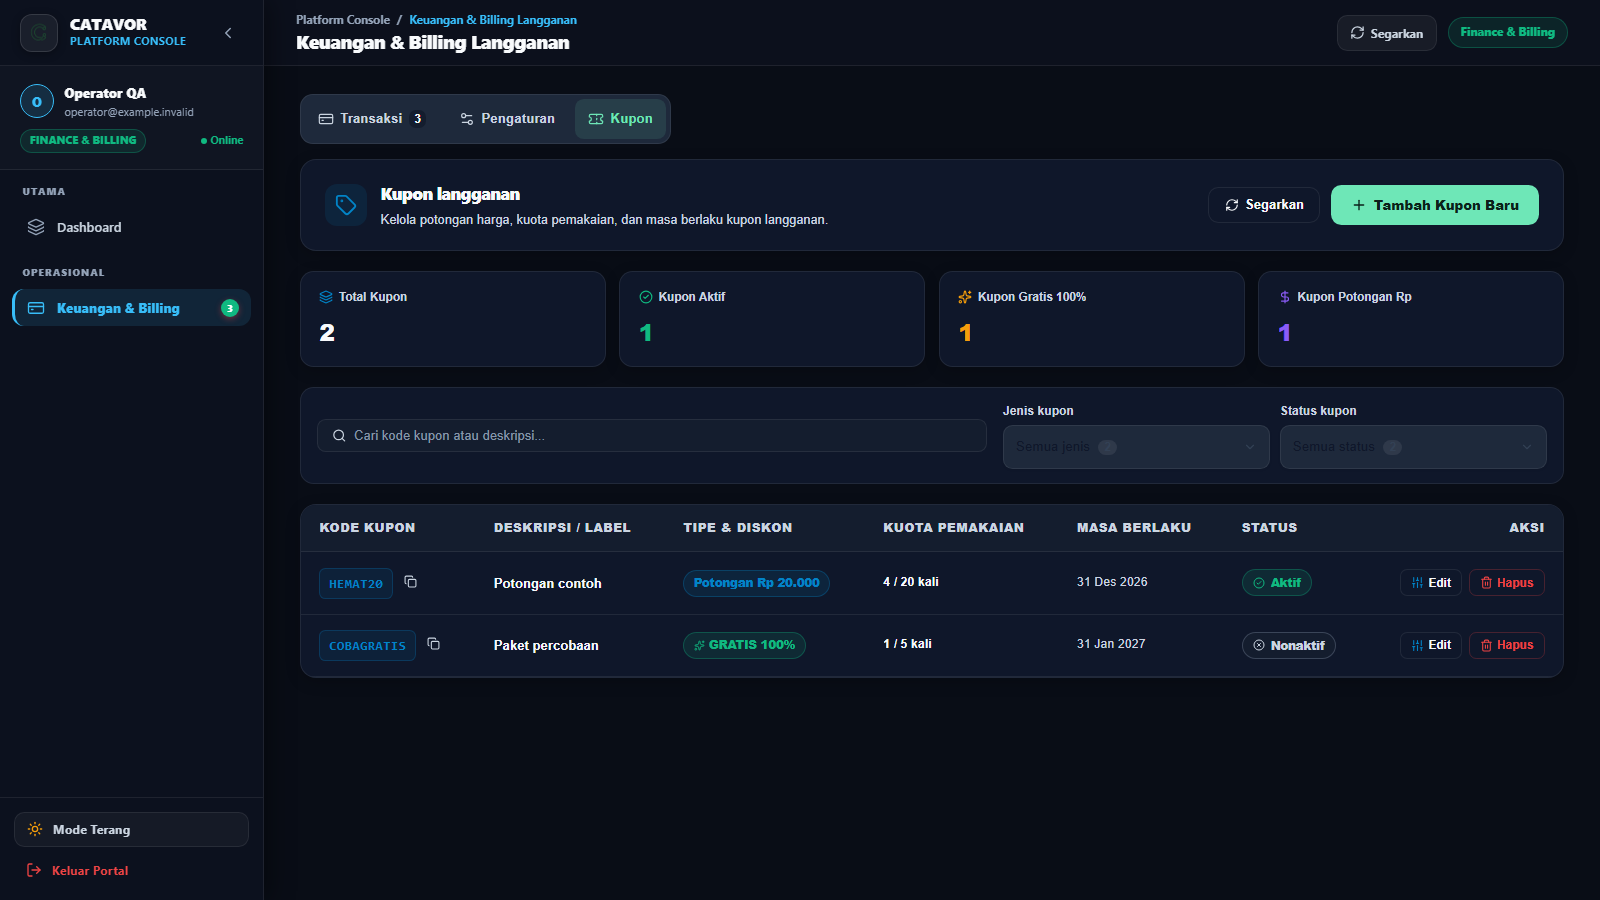 CATAVOR
PLATFORM CONSOLE
Platform Console / Keuangan & Billing Langganan
Keuangan & Billing Langganan
Segarkan
Finance & Billing
O
Operator QA
operator@example.invalid
FINANCE & BILLING
Online
UTAMA
Dashboard
OPERASIONAL
Keuangan & Billing 3
Mode Terang
Keluar Portal
Transaksi 3
Pengaturan
Kupon
Kupon langganan
Kelola potongan harga, kuota pemakaian, dan masa berlaku kupon langganan.
Segarkan
+ Tambah Kupon Baru
Total Kupon
2
Kupon Aktif
1
Kupon Gratis 100%
1
Kupon Potongan Rp
1
Cari kode kupon atau deskripsi...
Jenis kupon
Semua jenis
Status kupon
Semua status
KODE KUPON DESKRIPSI / LABEL TIPE & DISKON KUOTA PEMAKAIAN MASA BERLAKU STATUS AKSI
HEMAT20 Potongan contoh Potongan Rp 20.000 4 / 20 kali 31 Des 2026 Aktif Edit Hapus
COBAGRATIS Paket percobaan GRATIS 100% 1 / 5 kali 31 Jan 2027 Nonaktif Edit Hapus